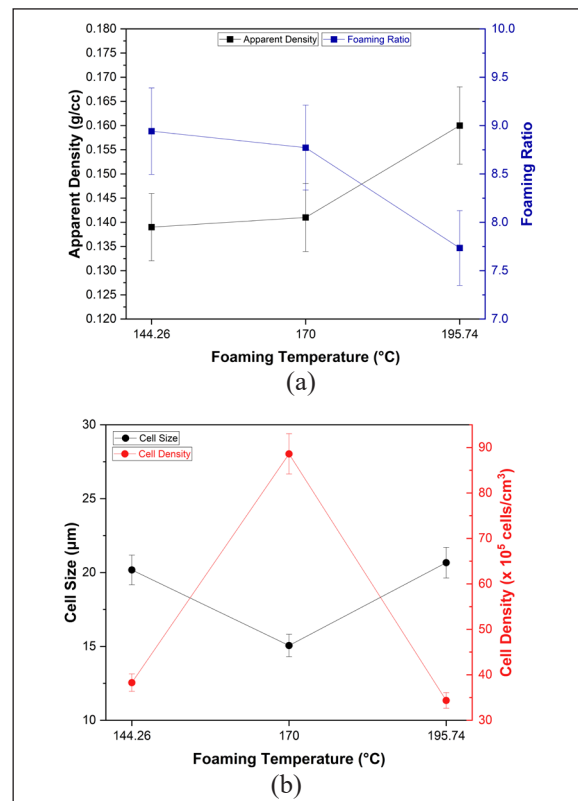 Apparent Density Foaming Ratio
0.180
0.175
0.170
0.165
0.160
0.155
0.150
0.145
0.140
0.135
0.130
0.125
0.120
Apparent Density (g/cc)
10.0
9.5
9.0
8.5
8.0
7.5
7.0
Foaming Ratio
144.26 170 195.74
Foaming Temperature (°C)
(a)
Cell Size
Cell Density
30
25
20
15
10
Cell Size (μm)
90
80
70
60
50
40
30
Cell Density (x 10⁵ cells/cm³)
144.26 170 195.74
Foaming Temperature (°C)
(b)